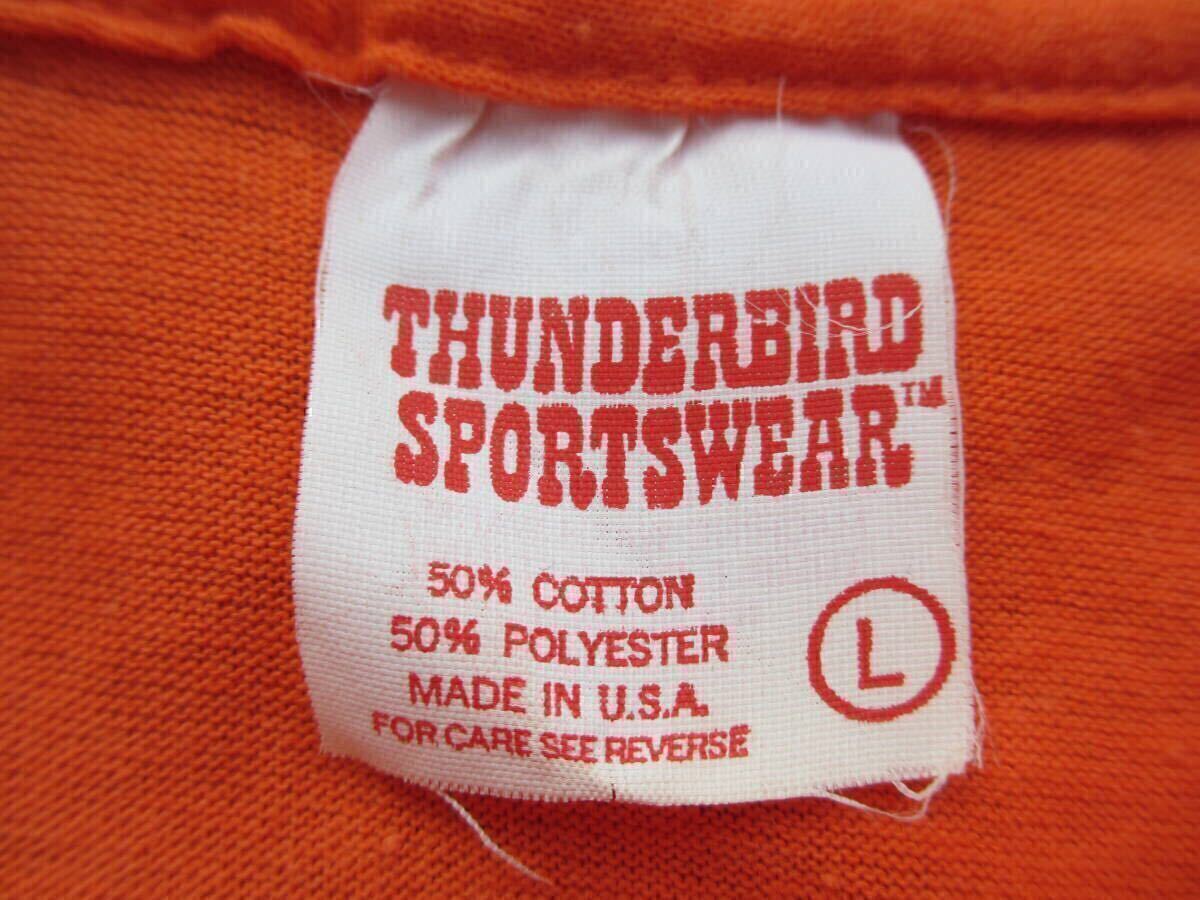 THUNDERBIRD
SPORTSWEAR™
50% COTTON
50% POLYESTER
MADE IN U.S.A.
FOR CARE SEE REVERSE
L